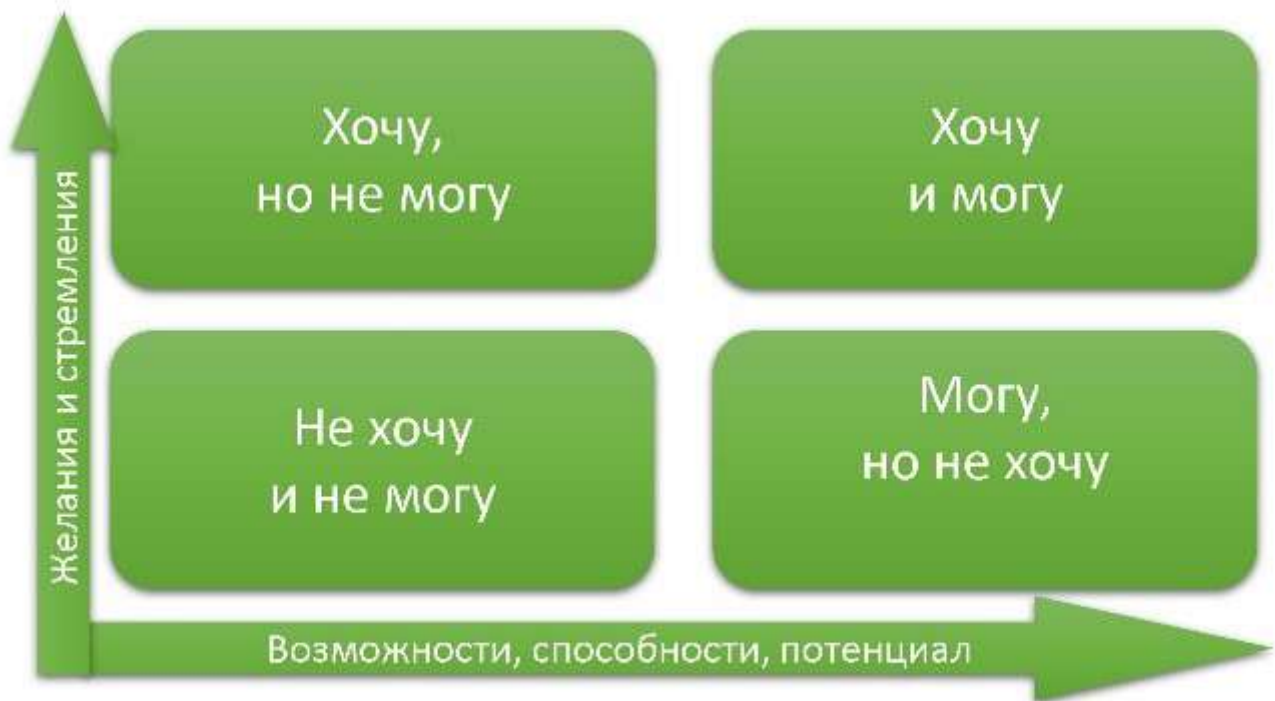 Желания и стремления
Хочу,
но не могу
Хочу
и могу
Не хочу
и не могу
Могу,
но не хочу
Возможности, способности, потенциал